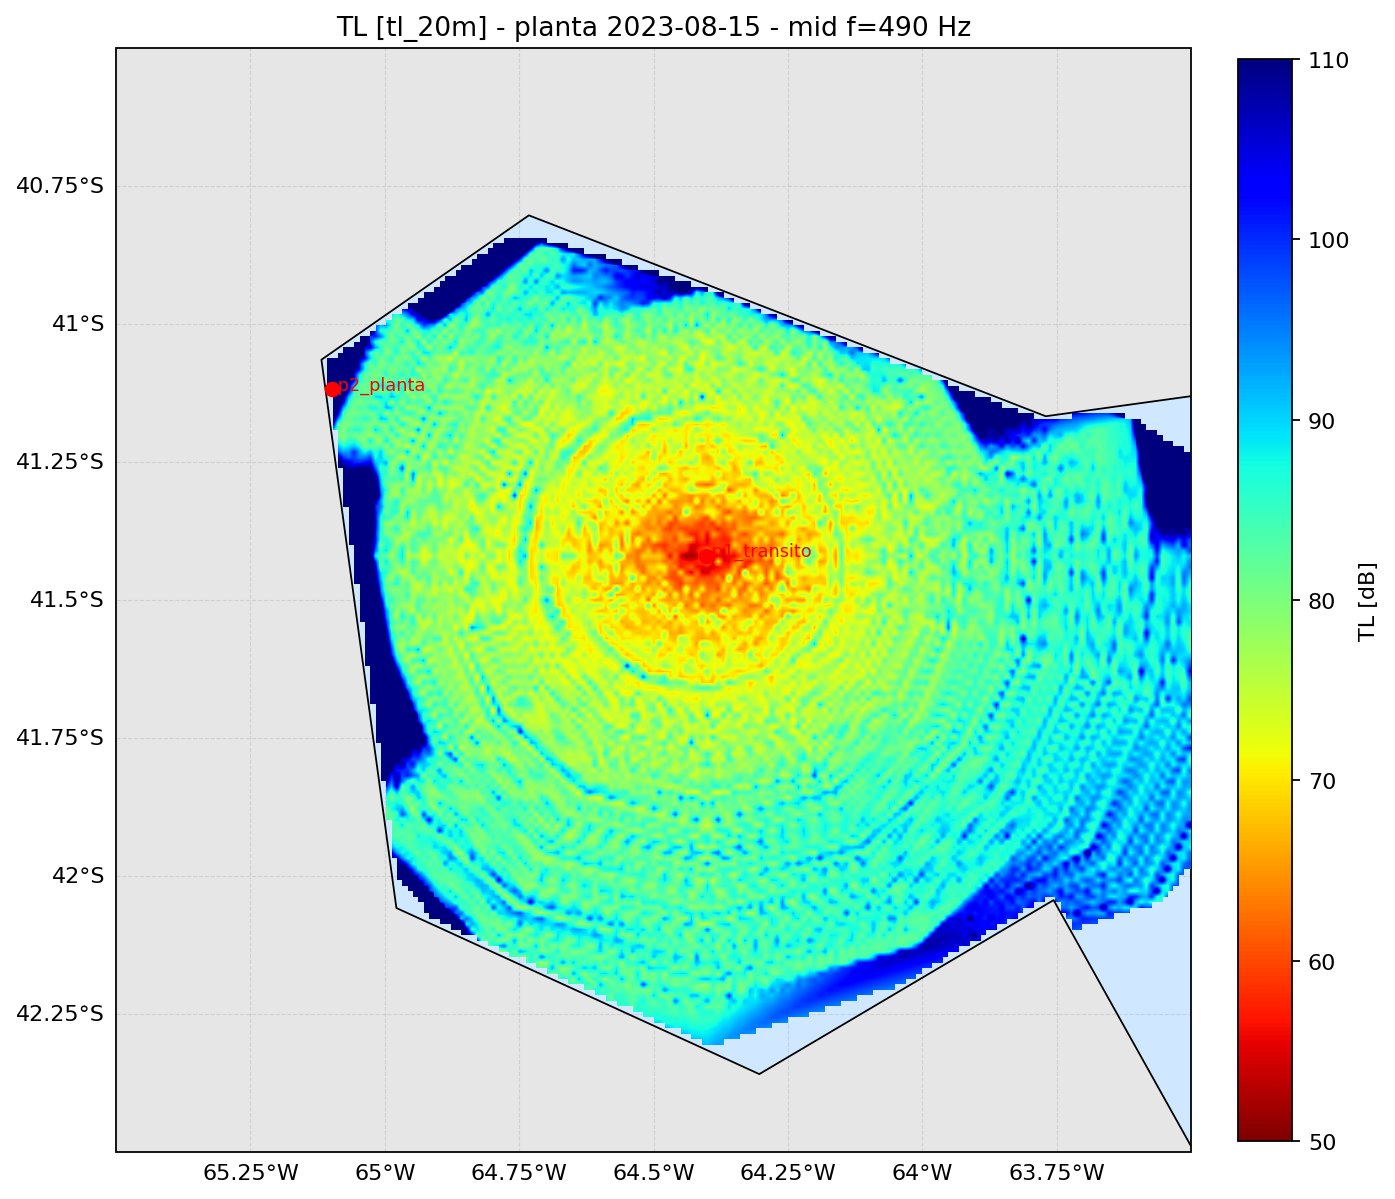 TL [tl_20m] - planta 2023-08-15 - mid f=490 Hz
110
40.75°S
100
41°S
p2_planta
90
41.25°S
p1_transito
41.5°S
80
TL [dB]
41.75°S
70
42°S
60
42.25°S
50
65.25°W 65°W 64.75°W 64.5°W 64.25°W 64°W 63.75°W